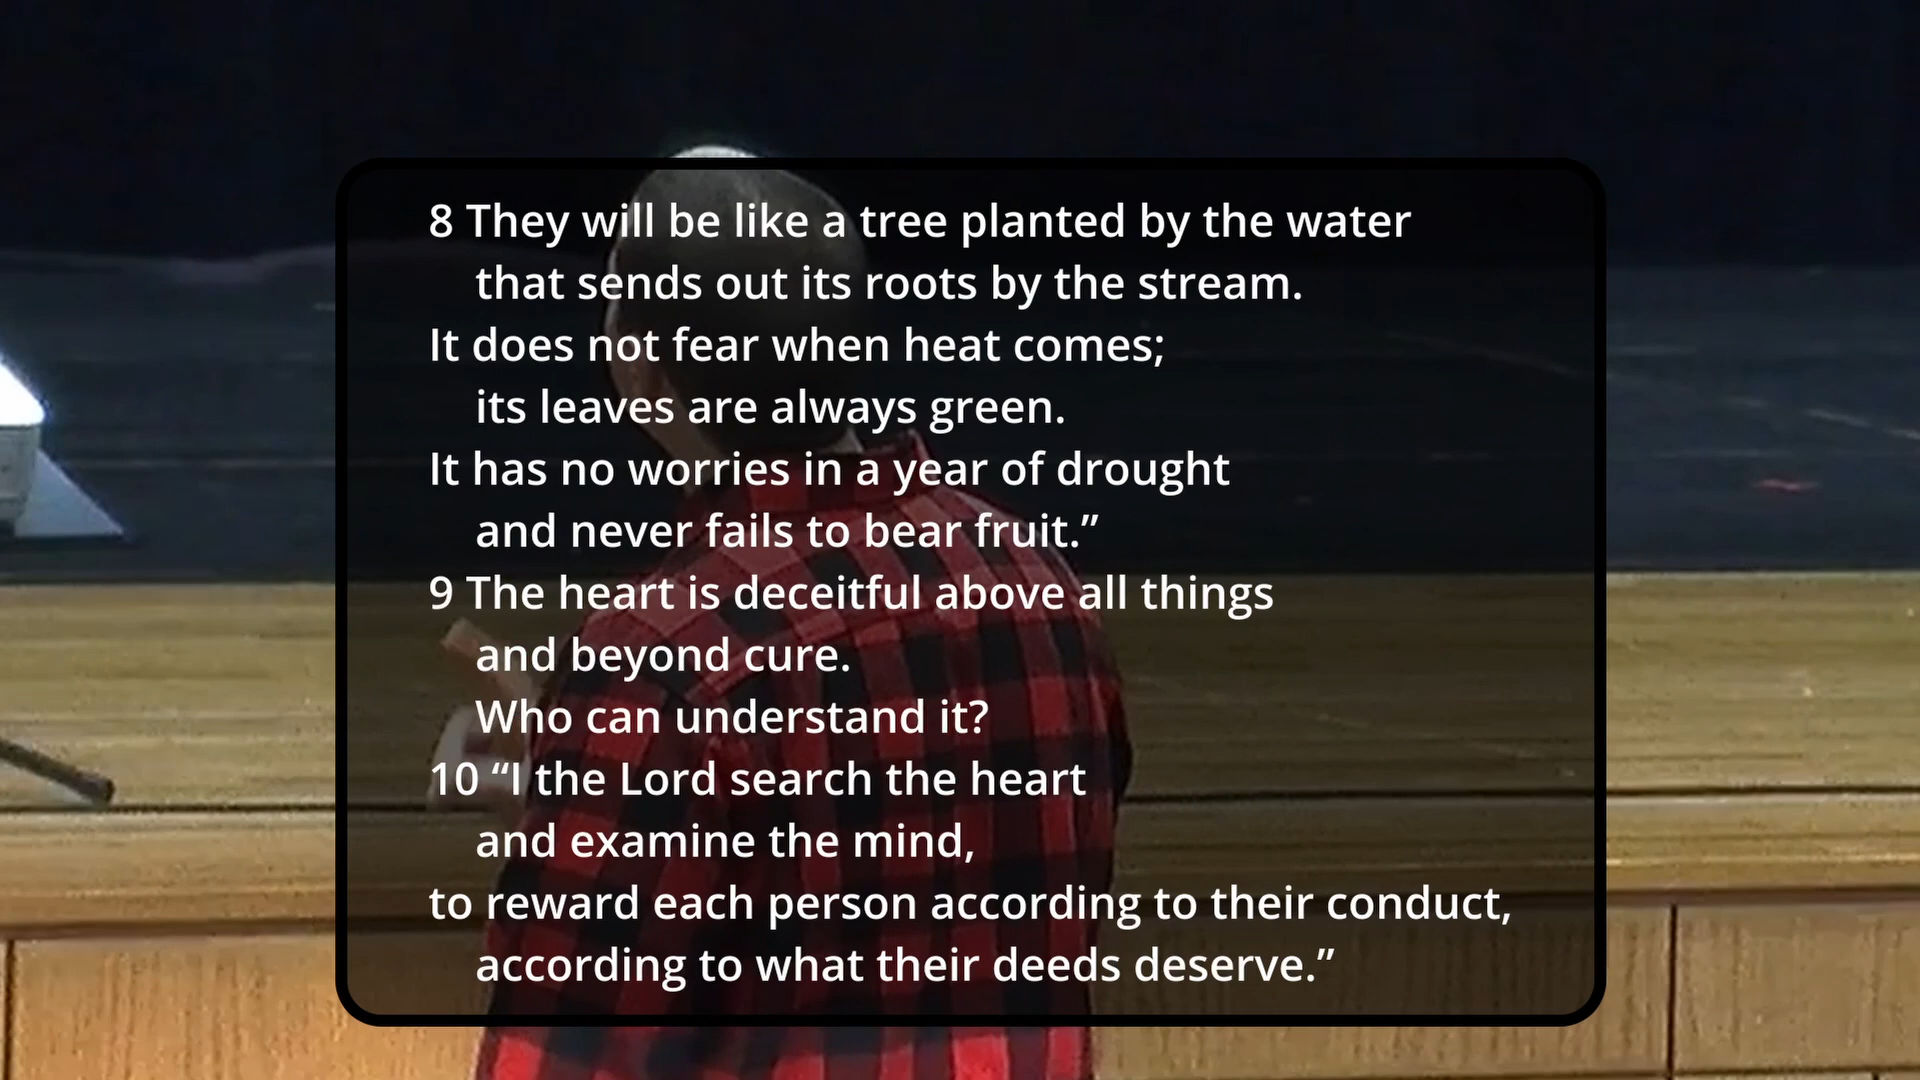 8 They will be like a tree planted by the water
that sends out its roots by the stream.
It does not fear when heat comes;
its leaves are always green.
It has no worries in a year of drought
and never fails to bear fruit.”
9 The heart is deceitful above all things
and beyond cure.
Who can understand it?
10 “I the Lord search the heart
and examine the mind,
to reward each person according to their conduct,
according to what their deeds deserve.”